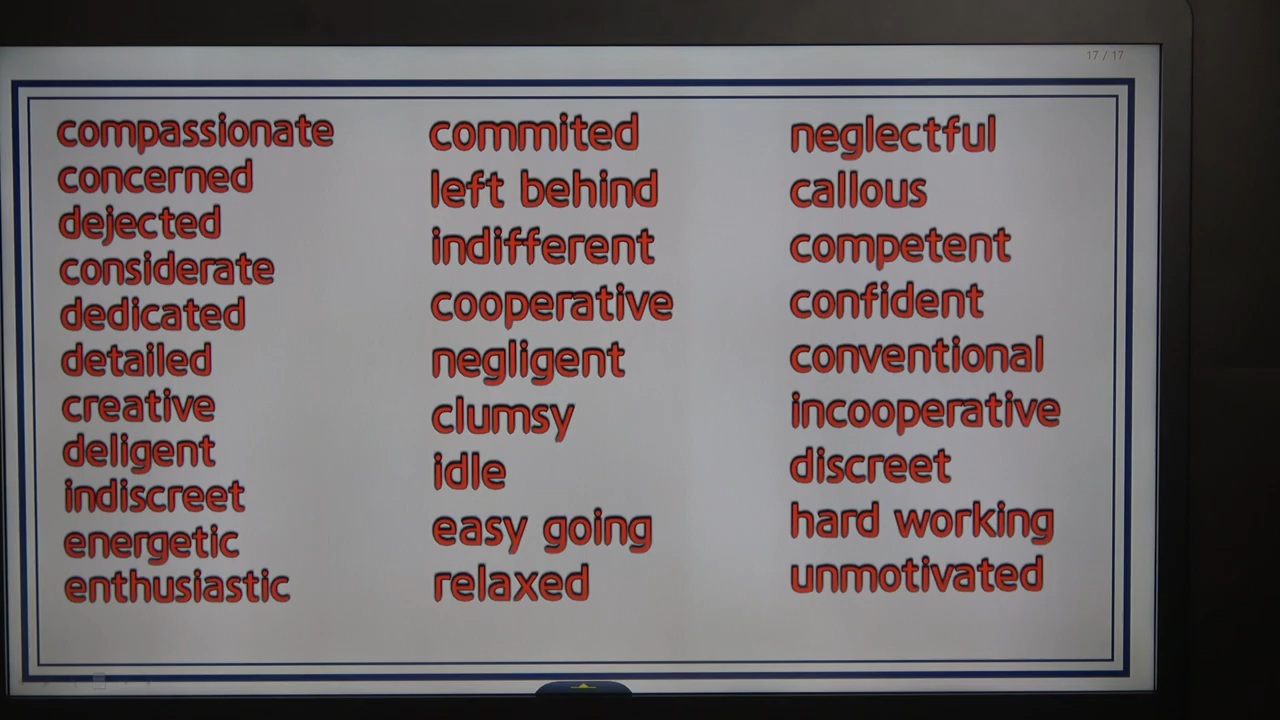 17 / 17
compassionate
concerned
dejected
considerate
dedicated
detailed
creative
deligent
indiscreet
energetic
enthusiastic
commited
left behind
indifferent
cooperative
negligent
clumsy
idle
easy going
relaxed
neglectful
callous
competent
confident
conventional
incooperative
discreet
hard working
unmotivated